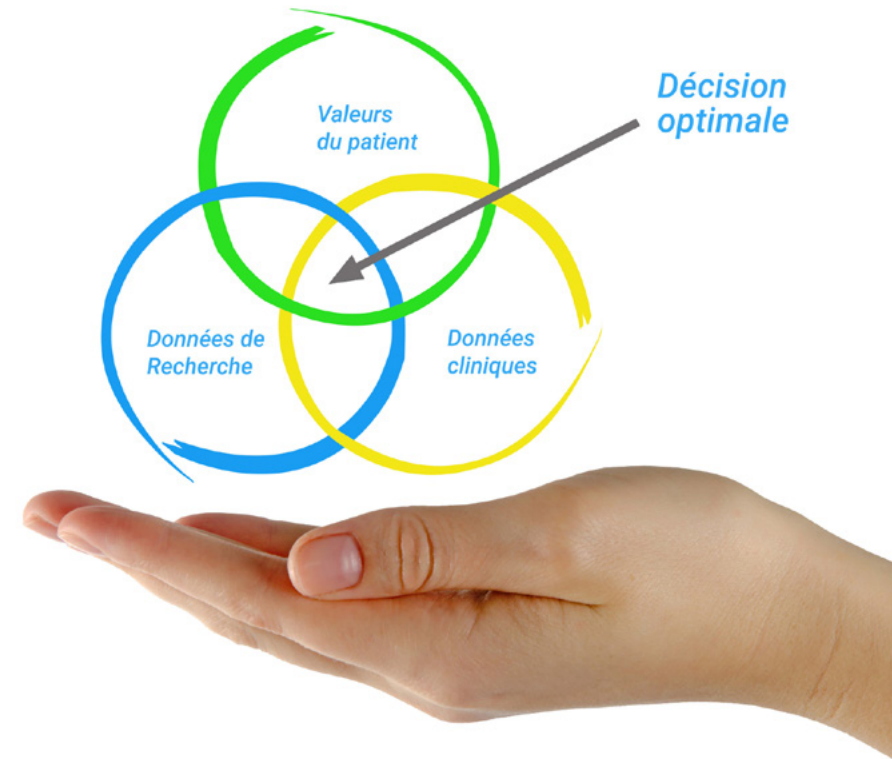 Valeurs
du patient
Décision
optimale
Données de
Recherche
Données
cliniques